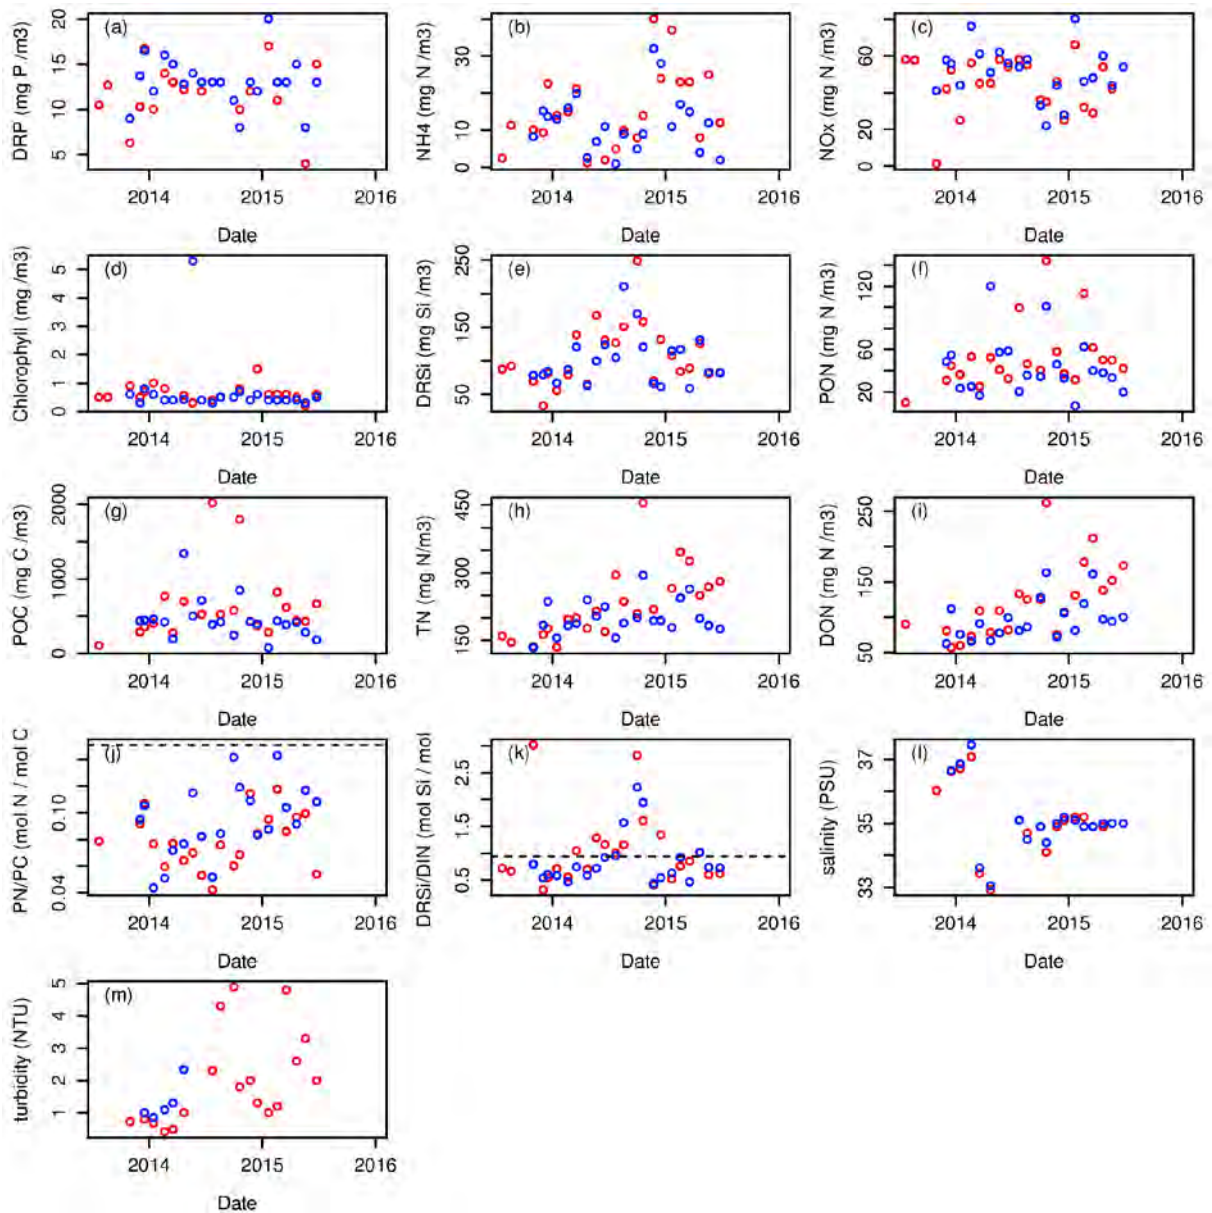 (a) (b) (c)
DRP (mg P /m3) NH4 (mg N /m3) NOx (mg N /m3)
20 15 10 5
30 10 0
60 20 0
2014 2015 2016 2014 2015 2016 2014 2015 2016
Date Date Date
(d) (e) (f)
Chlorophyll (mg /m3) DRSi (mg Si /m3) PON (mg N /m3)
5 4 3 2 1 0
250 150 50
120 60 20
2014 2015 2016 2014 2015 2016 2014 2015 2016
Date Date Date
(g) (h) (i)
POC (mg C /m3) TN (mg N/m3) DON (mg N /m3)
2000 1000 0
450 300 150
250 150 50
2014 2015 2016 2014 2015 2016 2014 2015 2016
Date Date Date
(j) (k) (l)
PN/PC (mol N / mol C DRSi/DIN (mol Si / mol salinity (PSU)
0.10 0.04
2.5 1.5 0.5
37 35 33
2014 2015 2016 2014 2015 2016 2014 2015 2016
Date Date Date
(m)
turbidity (NTU)
5 4 3 2 1
2014 2015 2016
Date